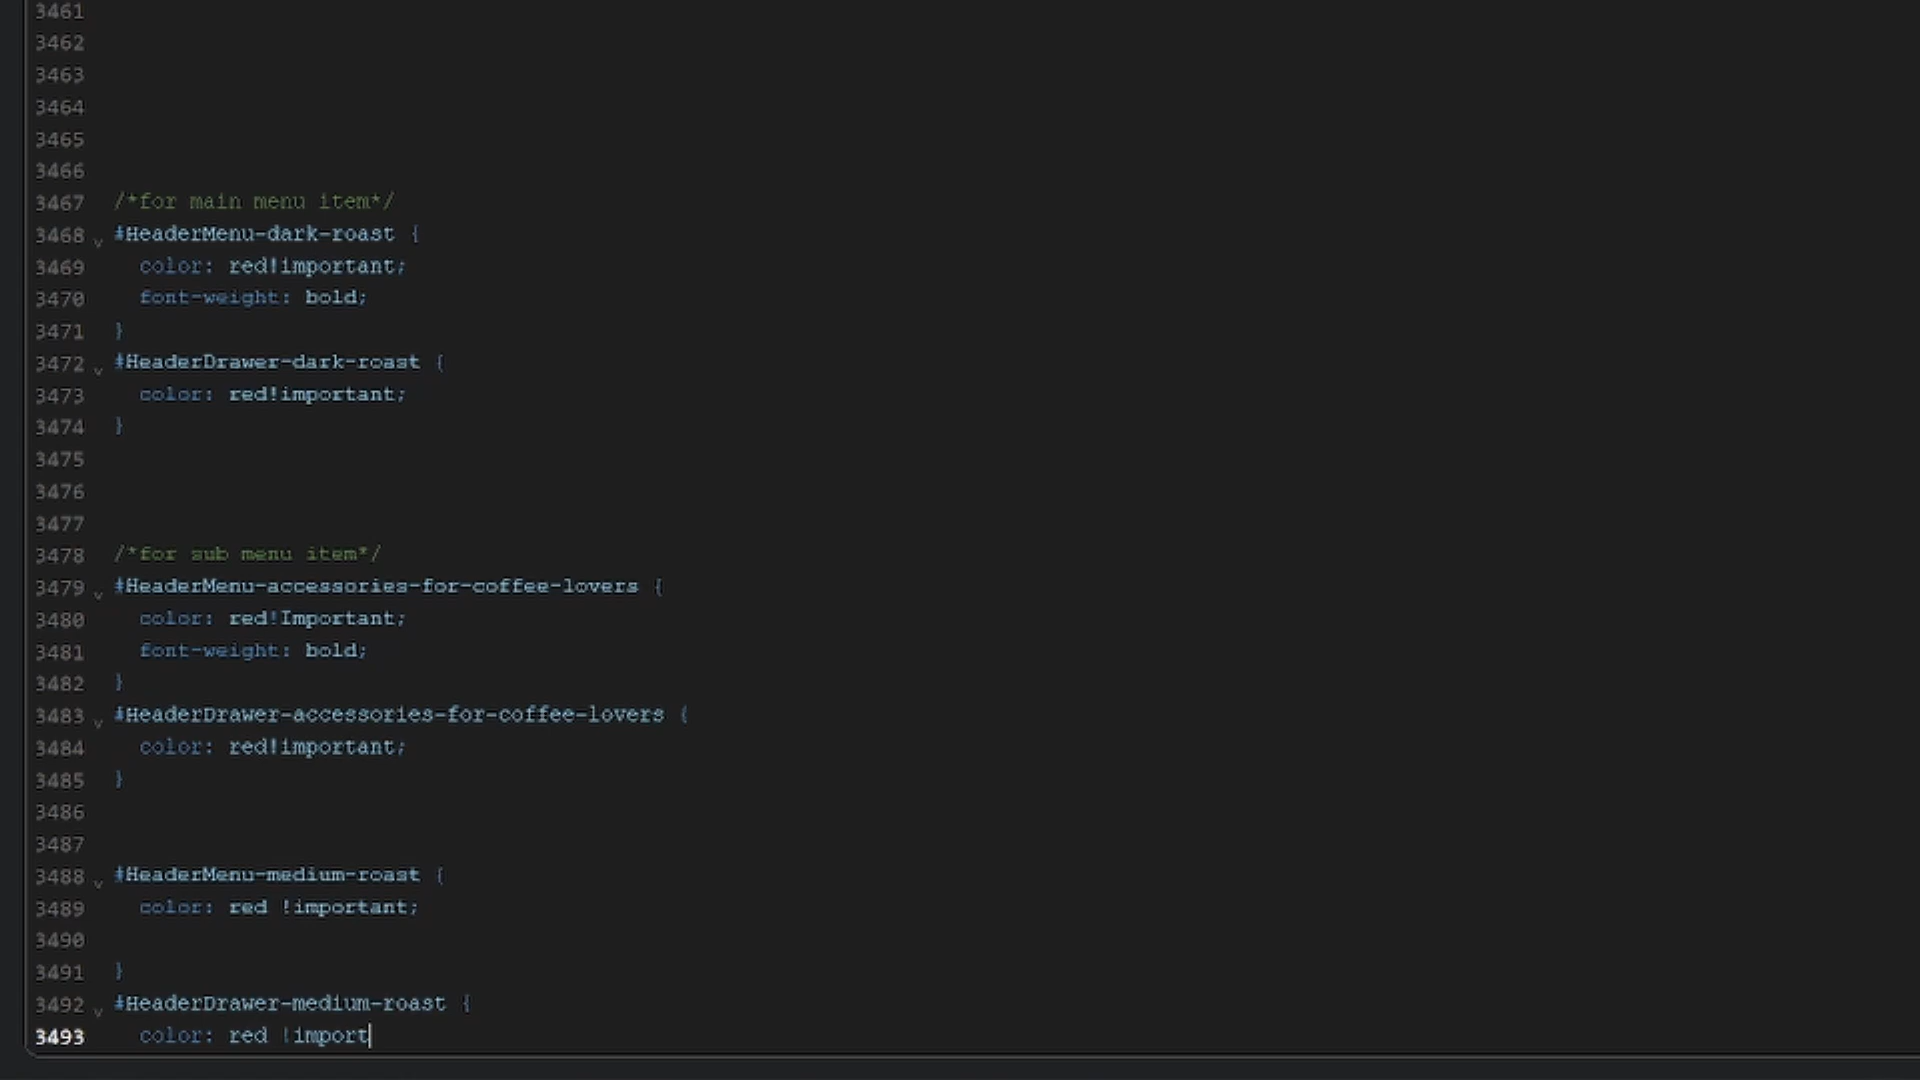 3461
3462
3463
3464
3465
3466
3467 /*for main menu item*/
3468 #HeaderMenu-dark-roast {
3469 color: red!important;
3470 font-weight: bold;
3471 }
3472 #HeaderDrawer-dark-roast {
3473 color: red!important;
3474 }
3475
3476
3477
3478 /*for sub menu item*/
3479 #HeaderMenu-accessories-for-coffee-lovers {
3480 color: red!Important;
3481 font-weight: bold;
3482 }
3483 #HeaderDrawer-accessories-for-coffee-lovers {
3484 color: red!important;
3485 }
3486
3487
3488 #HeaderMenu-medium-roast {
3489 color: red !important;
3490
3491 }
3492 #HeaderDrawer-medium-roast {
3493 color: red !import